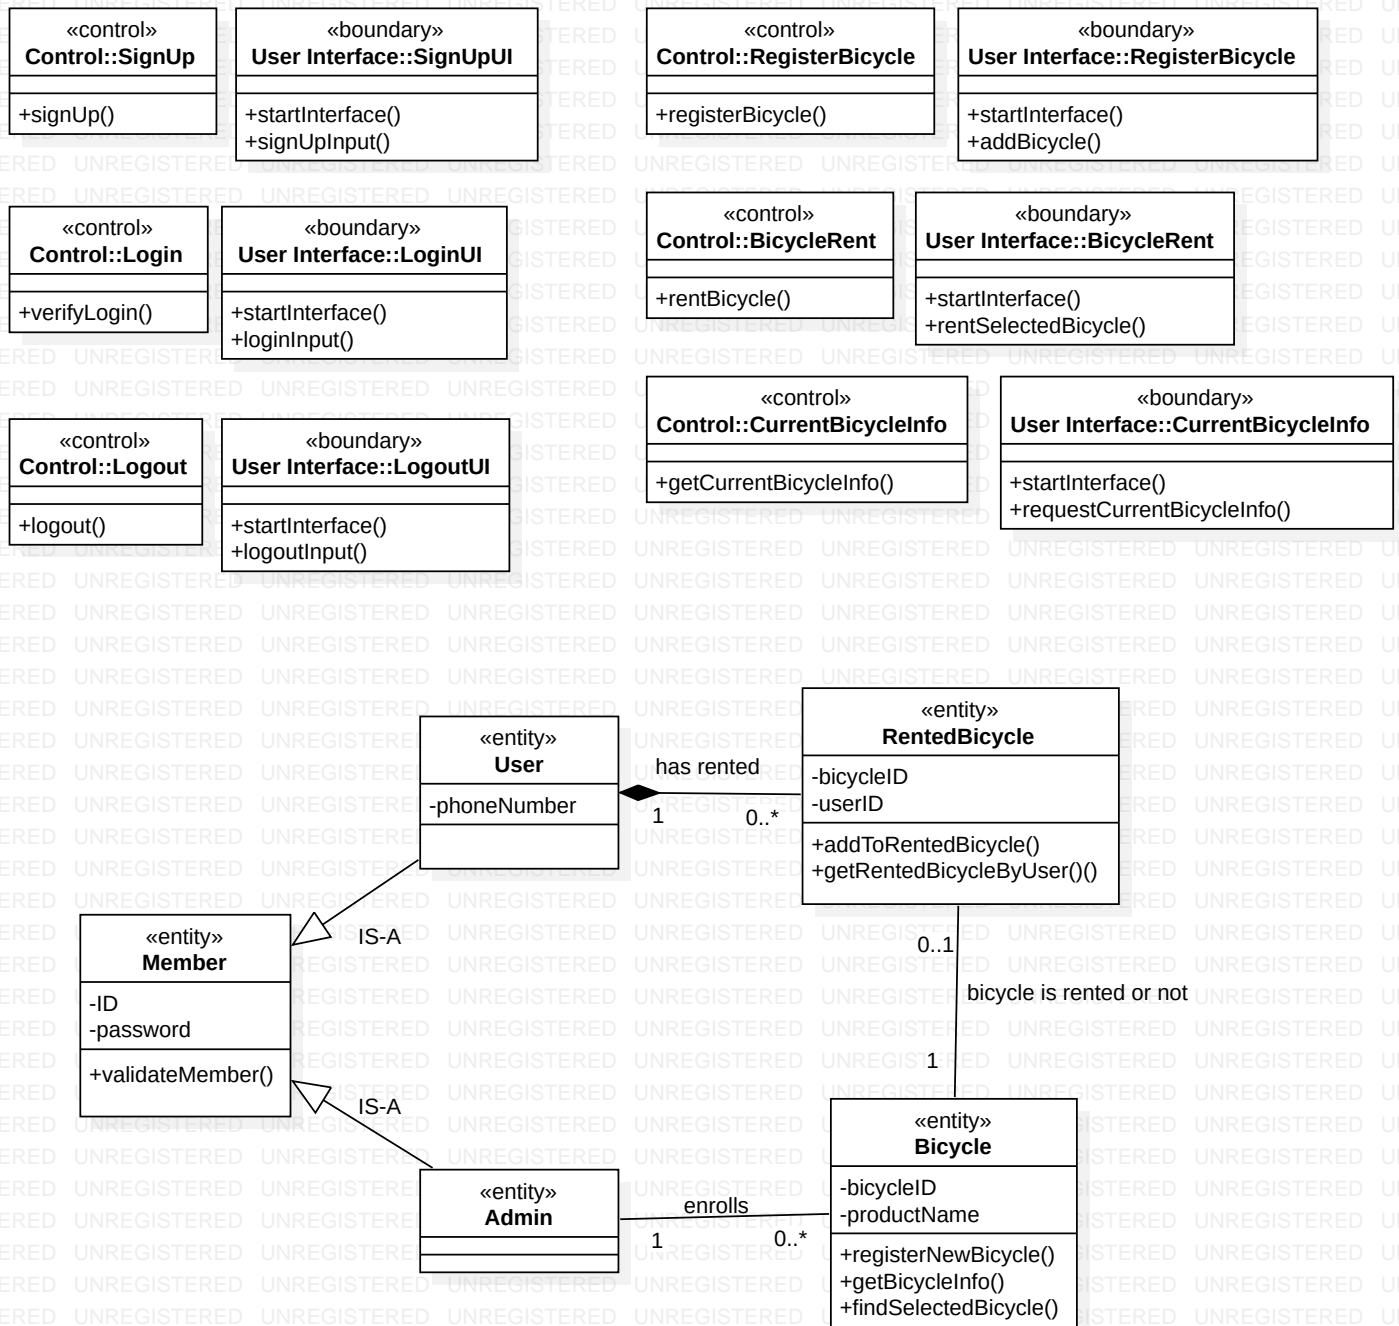 «control»
Control::SignUp
+signUp()
«boundary»
User Interface::SignUpUI
+startInterface()
+signUpInput()
«control»
Control::RegisterBicycle
+registerBicycle()
«boundary»
User Interface::RegisterBicycle
+startInterface()
+addBicycle()
«control»
Control::Login
+verifyLogin()
«boundary»
User Interface::LoginUI
+startInterface()
+loginInput()
«control»
Control::BicycleRent
+rentBicycle()
«boundary»
User Interface::BicycleRent
+startInterface()
+rentSelectedBicycle()
«control»
Control::Logout
+logout()
«boundary»
User Interface::LogoutUI
+startInterface()
+logoutInput()
«control»
Control::CurrentBicycleInfo
+getCurrentBicycleInfo()
«boundary»
User Interface::CurrentBicycleInfo
+startInterface()
+requestCurrentBicycleInfo()
«entity»
User
-phoneNumber
has rented
1
0..*
«entity»
RentedBicycle
-bicycleID
-userID
+addToRentedBicycle()
+getRentedBicycleByUser()()
IS-A
«entity»
Member
-ID
-password
+validateMember()
IS-A
0..1
bicycle is rented or not
1
«entity»
Admin
enrolls
1
0..*
«entity»
Bicycle
-bicycleID
-productName
+registerNewBicycle()
+getBicycleInfo()
+findSelectedBicycle()
UNREGISTERED